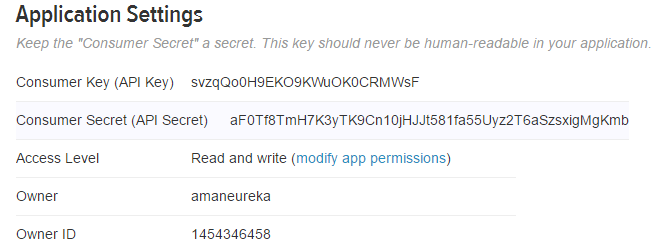 Application Settings
Keep the "Consumer Secret" a secret. This key should never be human-readable in your application.
Consumer Key (API Key) svzqQo0H9EKO9KWuOK0CRMWsF
Consumer Secret (API Secret) aF0Tf8TmH7K3yTK9Cn10jHJJt581fa55Uyz2T6aSzsxigMgKmb
Access Level Read and write (modify app permissions)
Owner amaneureka
Owner ID 1454346458